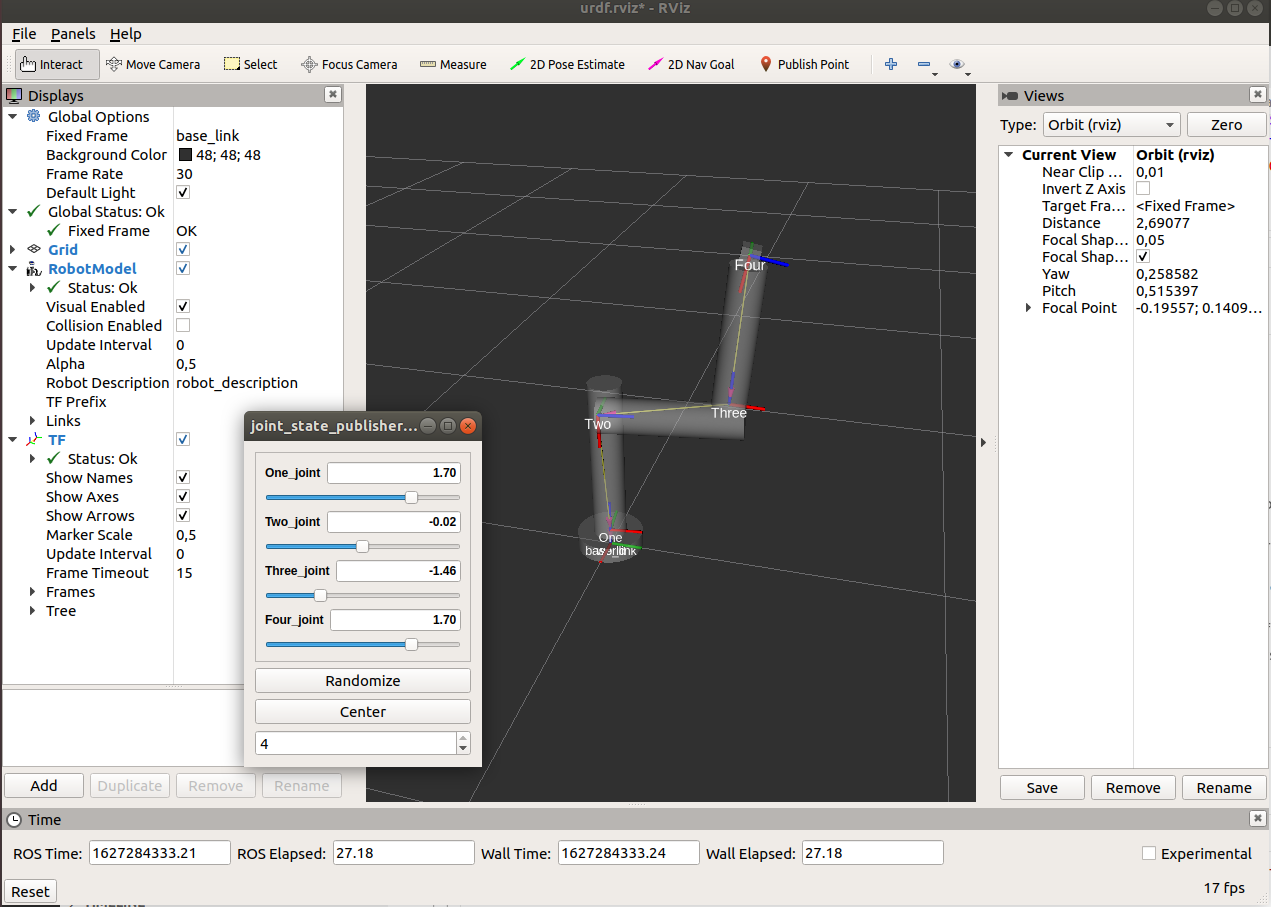 urdf.rviz* - RViz
File Panels Help
Interact Move Camera Select Focus Camera Measure 2D Pose Estimate 2D Nav Goal Publish Point
Displays
Global Options
Fixed Frame base_link
Background Color 48; 48; 48
Frame Rate 30
Default Light
Global Status: Ok
Fixed Frame OK
Grid
RobotModel
Status: Ok
Visual Enabled
Collision Enabled
Update Interval 0
Alpha 0,5
Robot Description robot_description
TF Prefix
Links
TF
Status: Ok
Show Names
Show Axes
Show Arrows
Marker Scale 0,5
Update Interval 0
Frame Timeout 15
Frames
Tree
Add Duplicate Remove Rename
joint_state_publisher...
One_joint 1.70
Two_joint -0.02
Three_joint -1.46
Four_joint 1.70
Randomize
Center
4
Four
Three
Two
One
Views
Type: Orbit (rviz) Zero
Current View Orbit (rviz)
Near Clip ... 0,01
Invert Z Axis
Target Fra... <Fixed Frame>
Distance 2,69077
Focal Shap... 0,05
Focal Shap...
Yaw 0,258582
Pitch 0,515397
Focal Point -0.19557; 0.1409...
Save Remove Rename
Time
ROS Time: 1627284333.21 ROS Elapsed: 27.18 Wall Time: 1627284333.24 Wall Elapsed: 27.18 Experimental
Reset 17 fps